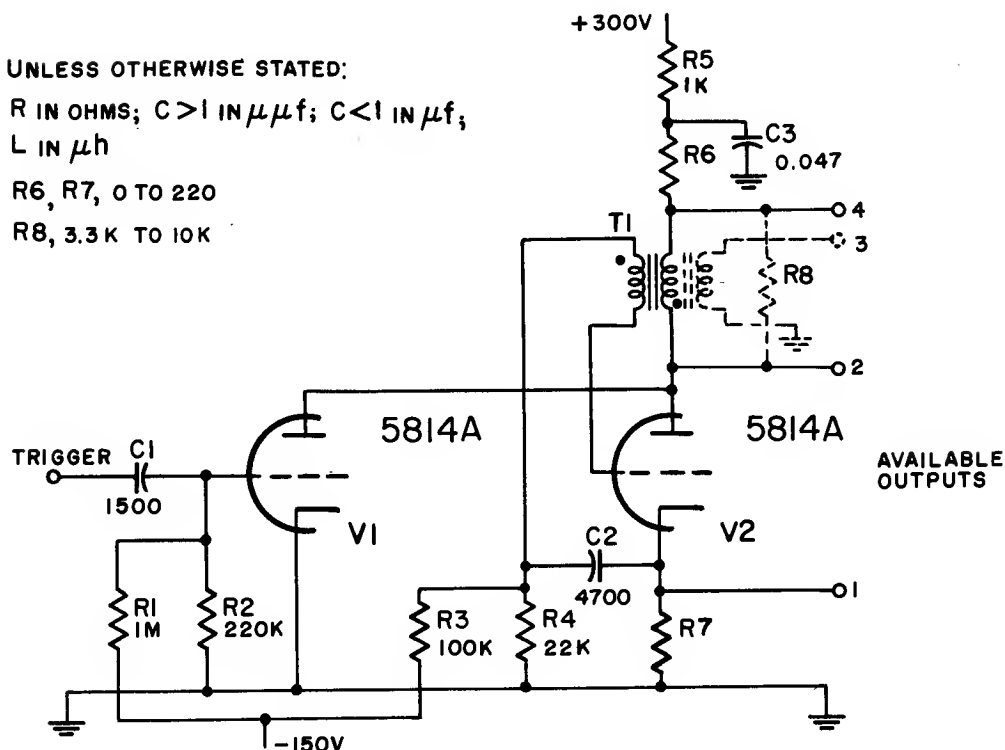 +300V
UNLESS OTHERWISE STATED:
R IN OHMS; C>1 IN μμf; C<1 IN μf;
L IN μh
R6, R7, 0 TO 220
R8, 3.3K TO 10K
R5
1K
C3
0.047
R6
T1
4
3
R8
2
5814A
5814A
TRIGGER
C1
1500
V1
V2
AVAILABLE
OUTPUTS
C2
4700
1
R1
1M
R2
220K
R3
100K
R4
22K
R7
-150V